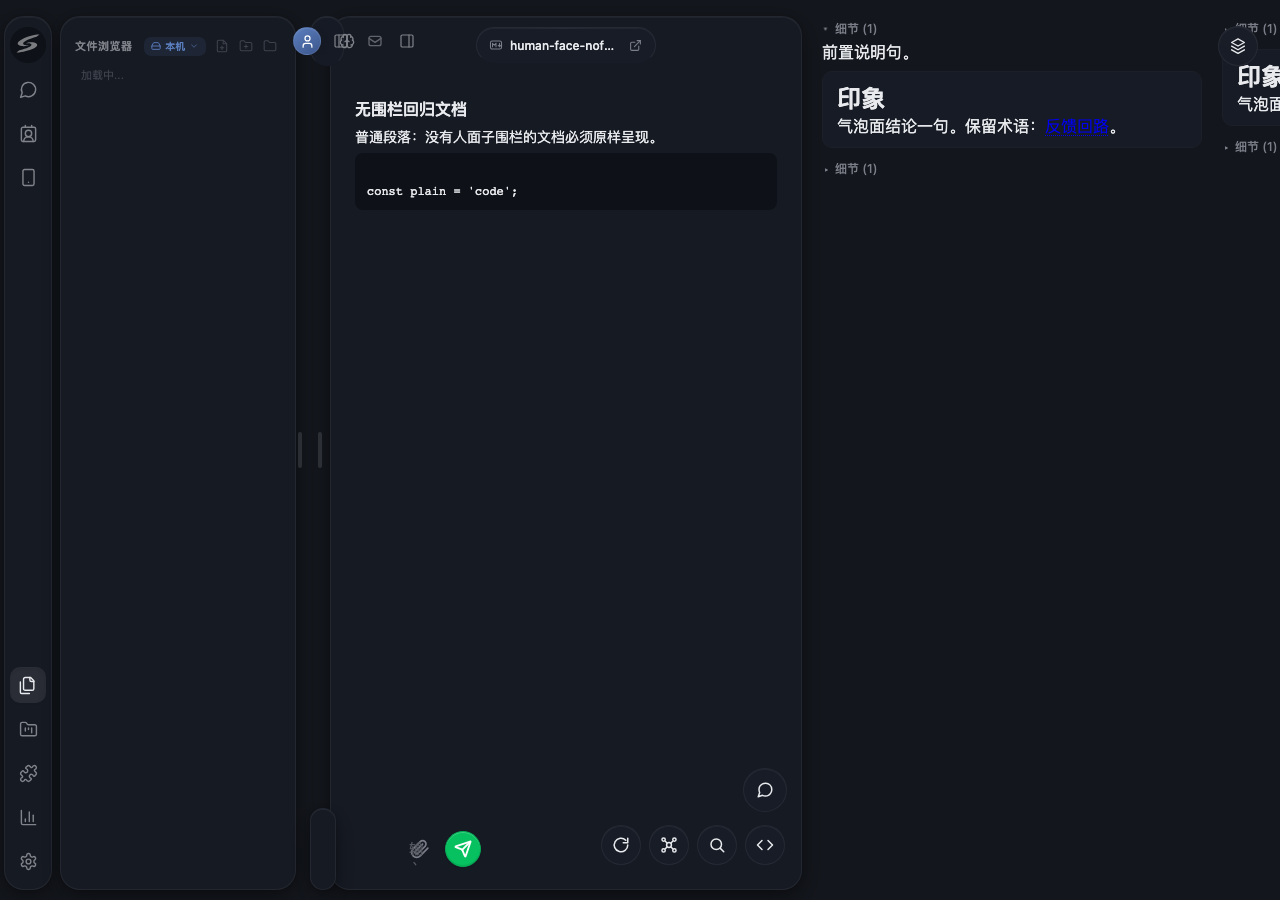 文件浏览器
本机
加载中...
human-face-nof...
无围栏回归文档
普通段落：没有人面子围栏的文档必须原样呈现。
const plain = 'code';
细节 (1)
前置说明句。
印象
气泡面结论一句。保留术语：反馈回路。
细节 (1)
细节 (1)
印象
气泡面
细节 (1)